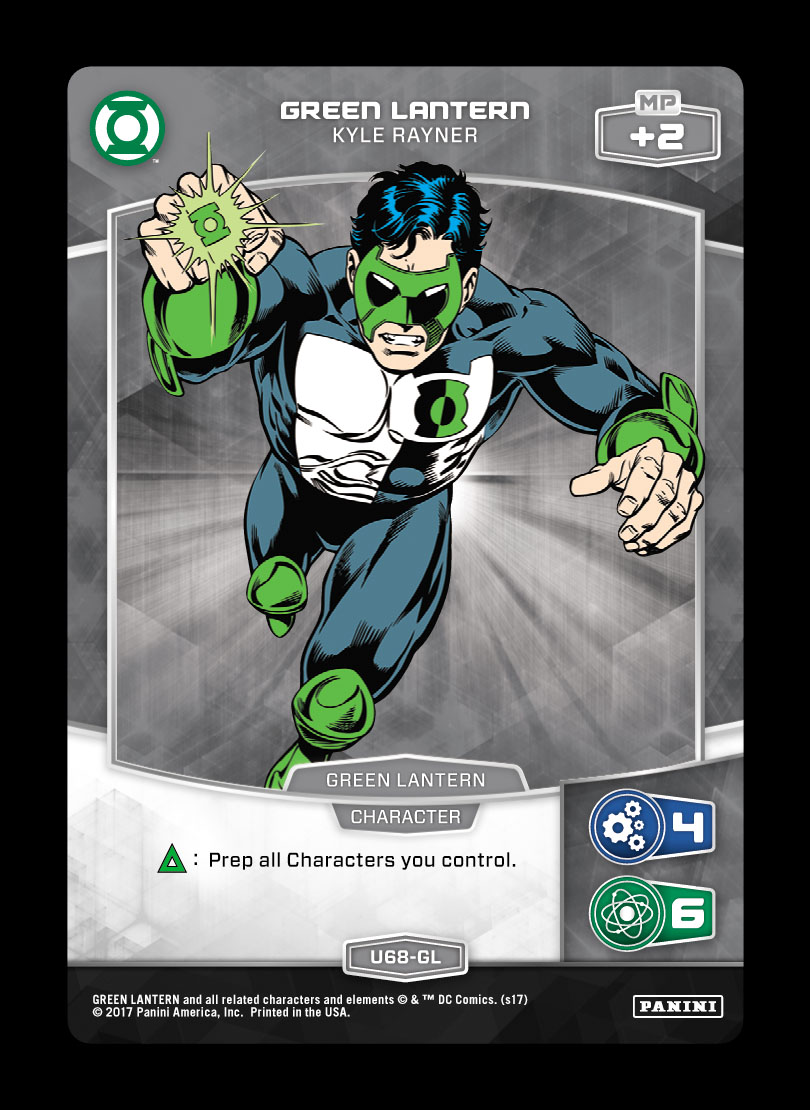 GREEN LANTERN
KYLE RAYNER
MP
+2
™
GREEN LANTERN
CHARACTER
: Prep all Characters you control.
4
6
U68-GL
GREEN LANTERN and all related characters and elements © & ™ DC Comics. (s17)
© 2017 Panini America, Inc. Printed in the USA.
PANINI